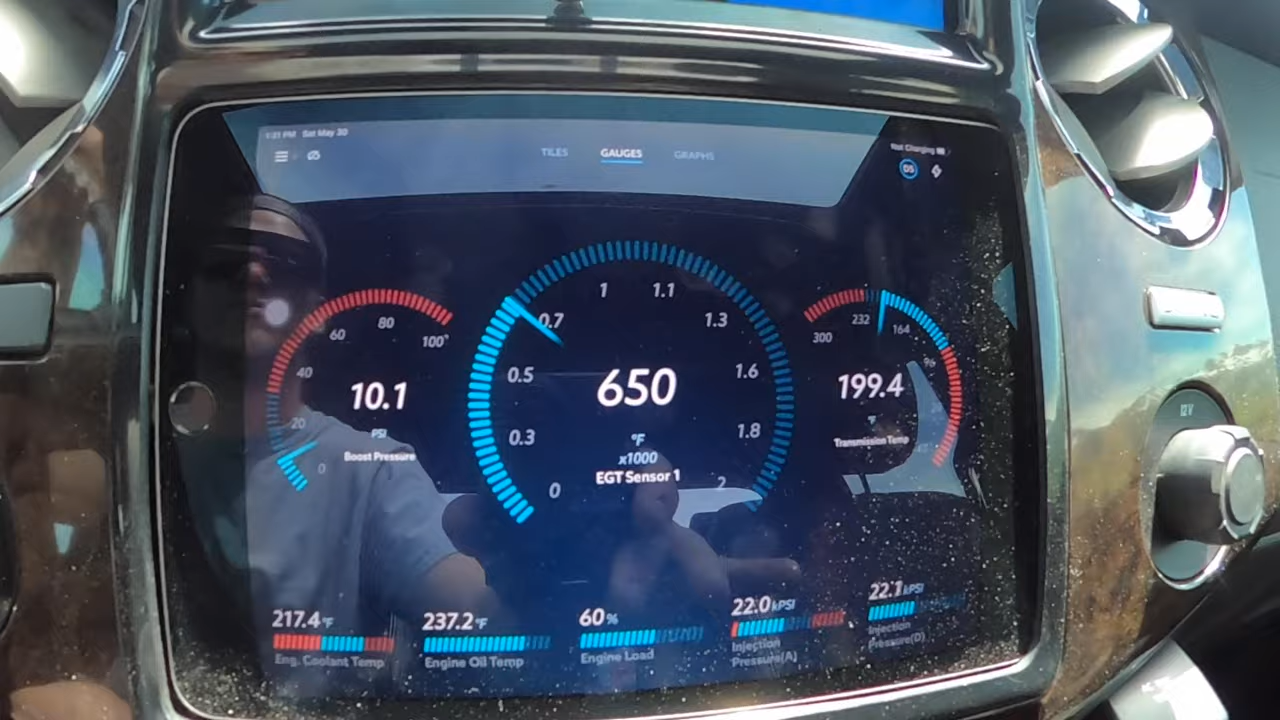 1:21 PM Sat May 30
Not Charging
TILES GAUGES GRAPHS
DS
0
20
40
60
80
100
10.1
PSI
Boost Pressure
0
0.3
0.5
0.7
1
1.1
1.3
1.6
1.8
2
650
°F
x1000
EGT Sensor 1
300
232
164
96
199.4
°F
Transmission Temp
217.4°F
Eng. Coolant Temp
237.2°F
Engine Oil Temp
60%
Engine Load
22.0kPSI
Injection
Pressure(A)
22.1kPSI
Injection
Pressure(D)
12V